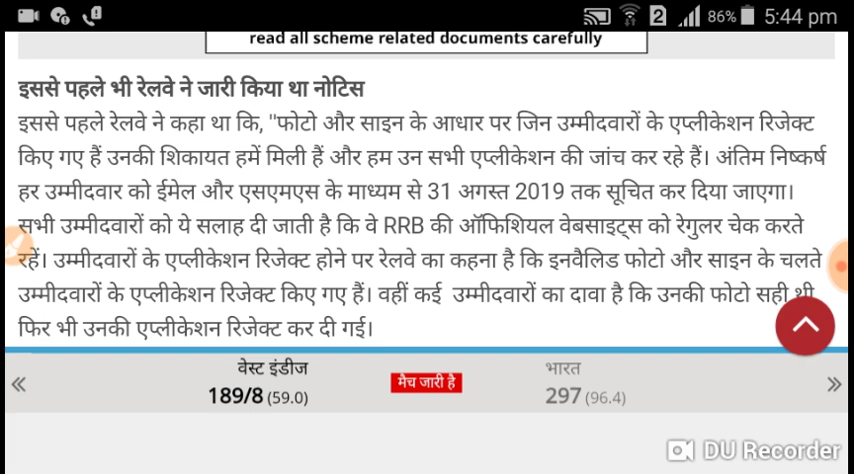 2 86% 5:44 pm
read all scheme related documents carefully
इससे पहले भी रेलवे ने जारी किया था नोटिस
इससे पहले रेलवे ने कहा था कि, "फोटो और साइन के आधार पर जिन उम्मीदवारों के एप्लीकेशन रिजेक्ट
किए गए हैं उनकी शिकायत हमें मिली हैं और हम उन सभी एप्लीकेशन की जांच कर रहे हैं। अंतिम निष्कर्ष
हर उम्मीदवार को ईमेल और एसएमएस के माध्यम से 31 अगस्त 2019 तक सूचित कर दिया जाएगा।
सभी उम्मीदवारों को ये सलाह दी जाती है कि वे RRB की ऑफिशियल वेबसाइट्स को रेगुलर चेक करते
रहें। उम्मीदवारों के एप्लीकेशन रिजेक्ट होने पर रेलवे का कहना है कि इनवैलिड फोटो और साइन के चलते
उम्मीदवारों के एप्लीकेशन रिजेक्ट किए गए हैं। वहीं कई उम्मीदवारों का दावा है कि उनकी फोटो सही थी
फिर भी उनकी एप्लीकेशन रिजेक्ट कर दी गई।
वेस्ट इंडीज मैच जारी है भारत
189/8 (59.0) 297 (96.4)
DU Recorder